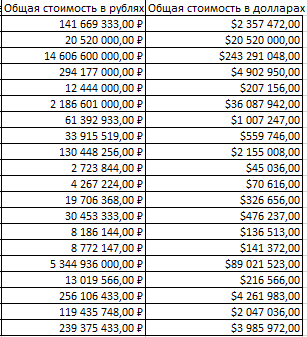 Общая стоимость в рублях Общая стоимость в долларах
141 669 333,00 ₽ $2 357 472,00
20 520 000,00 ₽ $20 520 000,00
14 606 600 000,00 ₽ $243 291 048,00
294 177 000,00 ₽ $4 902 950,00
12 444 000,00 ₽ $207 156,00
2 186 601 000,00 ₽ $36 087 942,00
61 392 933,00 ₽ $1 007 247,00
33 915 519,00 ₽ $559 746,00
130 448 256,00 ₽ $2 155 008,00
2 723 844,00 ₽ $45 036,00
4 267 224,00 ₽ $70 616,00
19 706 368,00 ₽ $326 656,00
30 453 333,00 ₽ $476 237,00
8 186 144,00 ₽ $136 513,00
8 772 147,00 ₽ $141 372,00
5 344 936 000,00 ₽ $89 021 523,00
13 019 566,00 ₽ $216 566,00
256 106 433,00 ₽ $4 261 983,00
119 435 748,00 ₽ $2 047 036,00
239 375 433,00 ₽ $3 985 972,00